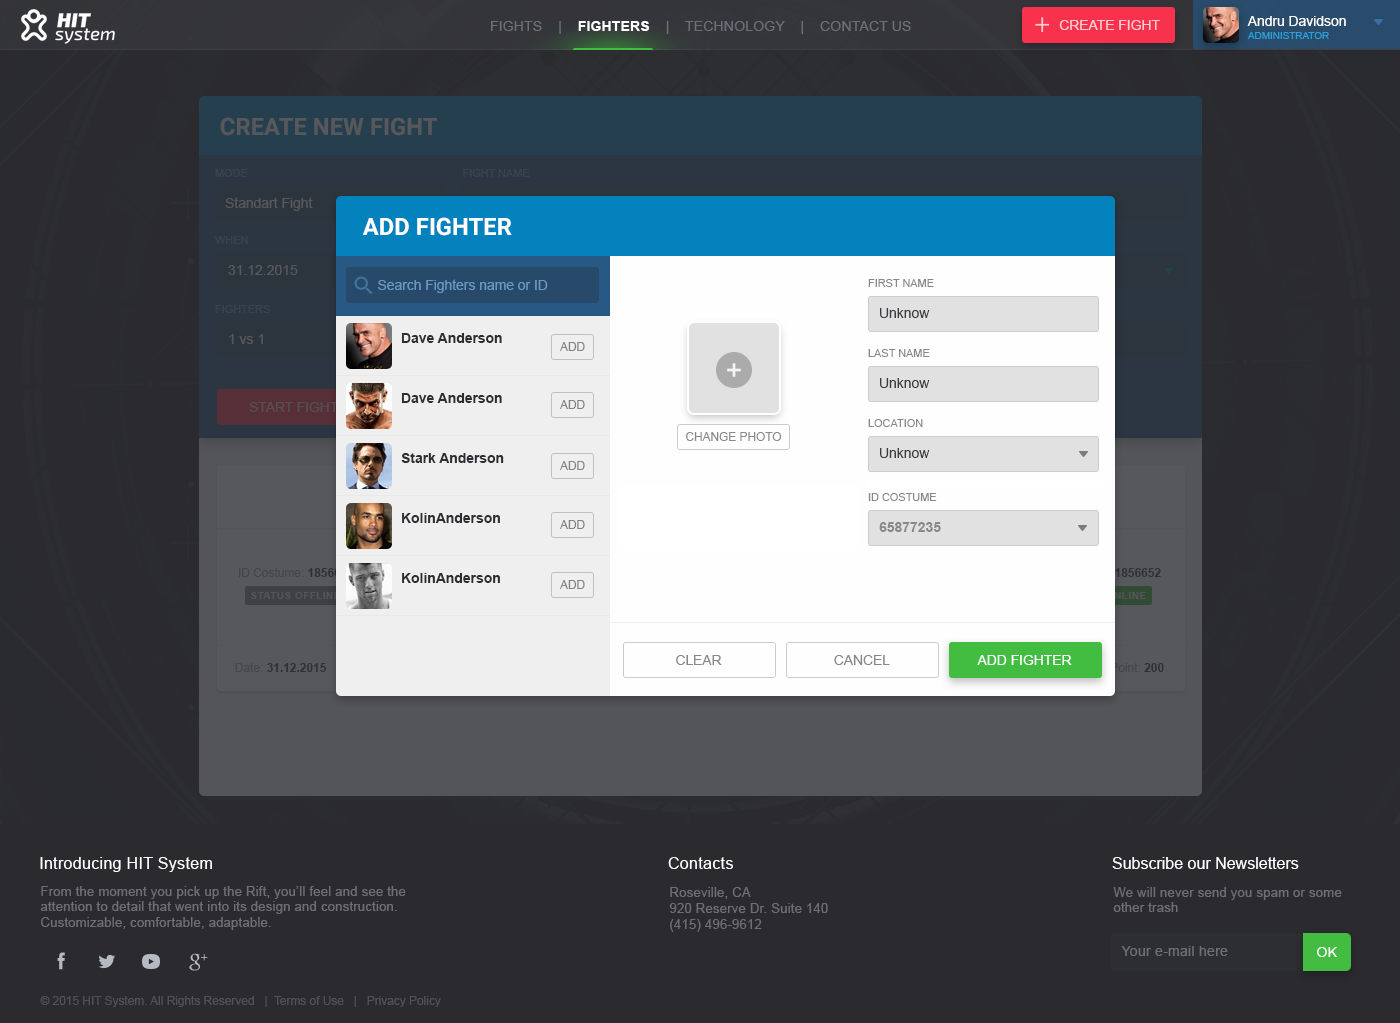 HIT
system
FIGHTS | FIGHTERS | TECHNOLOGY | CONTACT US
CREATE FIGHT
Andru Davidson
ADMINISTRATOR
CREATE NEW FIGHT
MODE
FIGHT NAME
Standart Fight
WHEN
31.12.2015
FIGHTERS
1 vs 1
START FIGHT
ADD FIGHTER
Search Fighters name or ID
Dave Anderson
ADD
Dave Anderson
ADD
Stark Anderson
ADD
KolinAnderson
ADD
KolinAnderson
ADD
CHANGE PHOTO
FIRST NAME
Unknow
LAST NAME
Unknow
LOCATION
Unknow
ID COSTUME
65877235
CLEAR
CANCEL
ADD FIGHTER
ID Costume: 1856
1856652
STATUS OFFLIN
NLINE
Date: 31.12.2015
Point: 200
Introducing HIT System
From the moment you pick up the Rift, you'll feel and see the
attention to detail that went into its design and construction.
Customizable, comfortable, adaptable.
© 2015 HIT System. All Rights Reserved | Terms of Use | Privacy Policy
Contacts
Roseville, CA
920 Reserve Dr. Suite 140
(415) 496-9612
Subscribe our Newsletters
We will never send you spam or some
other trash
Your e-mail here
OK